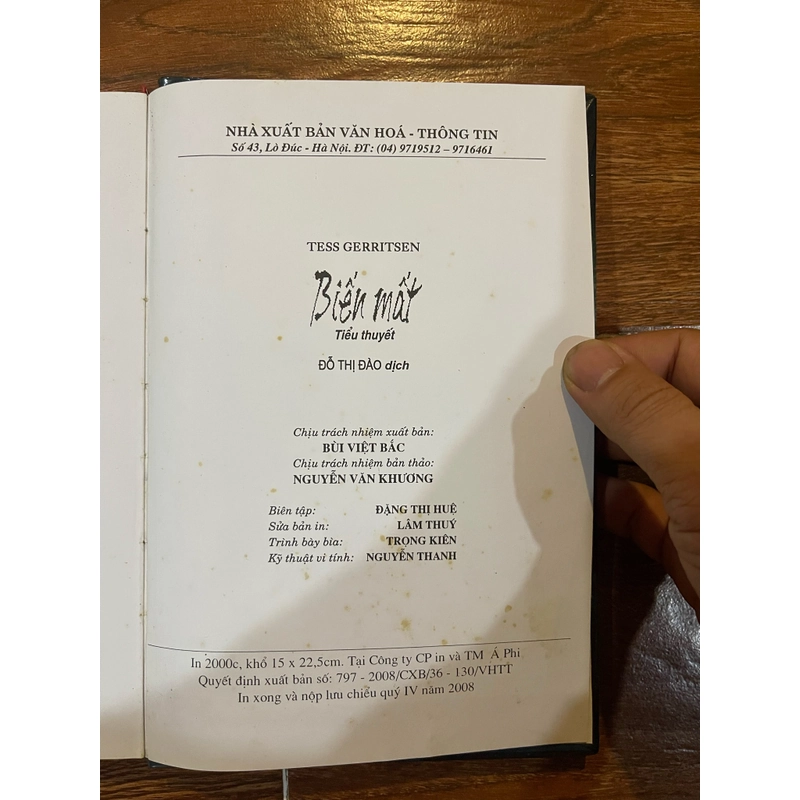 NHÀ XUẤT BẢN VĂN HOÁ - THÔNG TIN
Số 43, Lò Đúc - Hà Nội. ĐT: (04) 9719512 – 9716461
TESS GERRITSEN
Biến mất
Tiểu thuyết
ĐỖ THỊ ĐÀO dịch
Chịu trách nhiệm xuất bản:
BÙI VIỆT BẮC
Chịu trách nhiệm bản thảo:
NGUYỄN VĂN KHƯƠNG
Biên tập: ĐẶNG THỊ HUỆ
Sửa bản in: LÂM THUÝ
Trình bày bìa: TRỌNG KIÊN
Kỹ thuật vi tính: NGUYỄN THANH
In 2000c, khổ 15 x 22,5cm. Tại Công ty CP in và TM Á Phi
Quyết định xuất bản số: 797 - 2008/CXB/36 - 130/VHTT
In xong và nộp lưu chiểu quý IV năm 2008